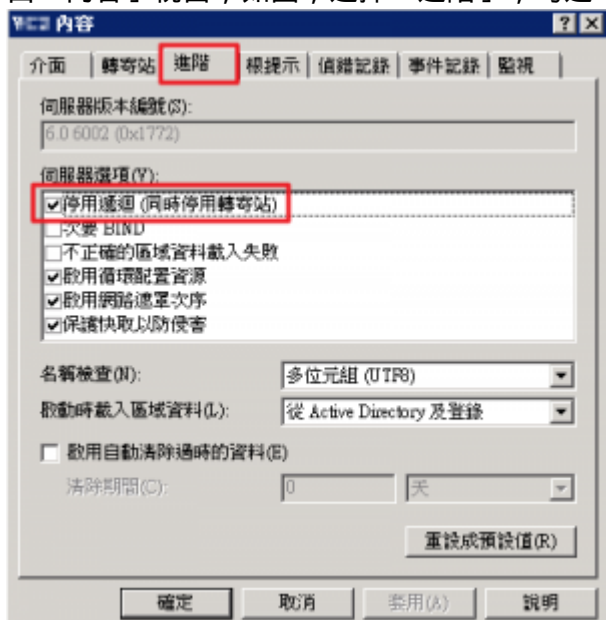 內容
介面 轉寄站 進階 根提示 偵錯記錄 事件記錄 監視
伺服器版本編號(S):
6.0 6002 (0x1772)
伺服器選項(V):
停用遞迴 (同時停用轉寄站)
次要 BIND
不正確的區域資料載入失敗
啟用循環配置資源
啟用網路遮罩次序
保護快取以防侵害
名稱檢查(N):
多位元組 (UTF8)
啟動時載入區域資料(L):
從 Active Directory 及登錄
啟用自動清除過時的資料(E)
清除期間(C):
0 天
重設成預設值(R)
確定 取消 套用(A) 說明